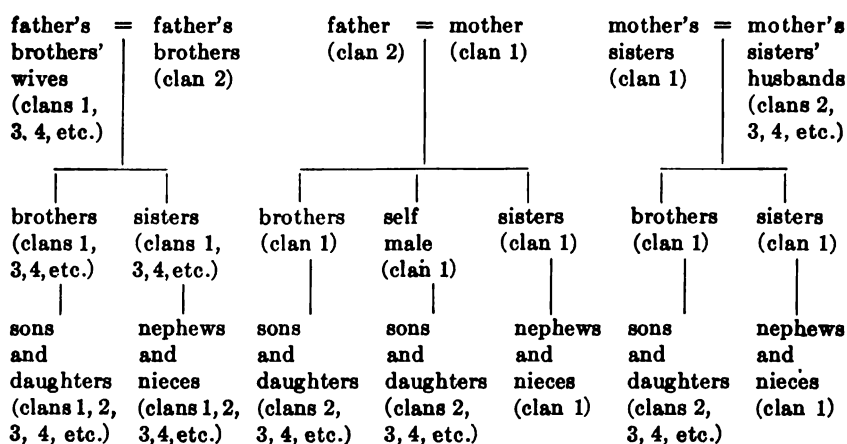 father's = father's father = mother mother's = mother's
brothers' brothers (clan 2) (clan 1) sisters sisters'
wives (clan 2) (clan 1) husbands
(clans 1, (clans 2,
3, 4, etc.) 3, 4, etc.)
brothers sisters brothers self sisters brothers sisters
(clans 1, (clans 1, (clan 1) male (clan 1) (clan 1) (clan 1)
3, 4, etc.) 3, 4, etc.) (clan 1)
sons nephews sons sons nephews sons nephews
and and and and and and and
daughters nieces daughters daughters nieces daughters nieces
(clans 1, 2, (clans 1, 2, (clans 2, (clans 2, (clan 1) (clans 2, (clan 1)
3, 4, etc.) 3, 4, etc.) 3, 4, etc.) 3, 4, etc.) 3, 4, etc.)